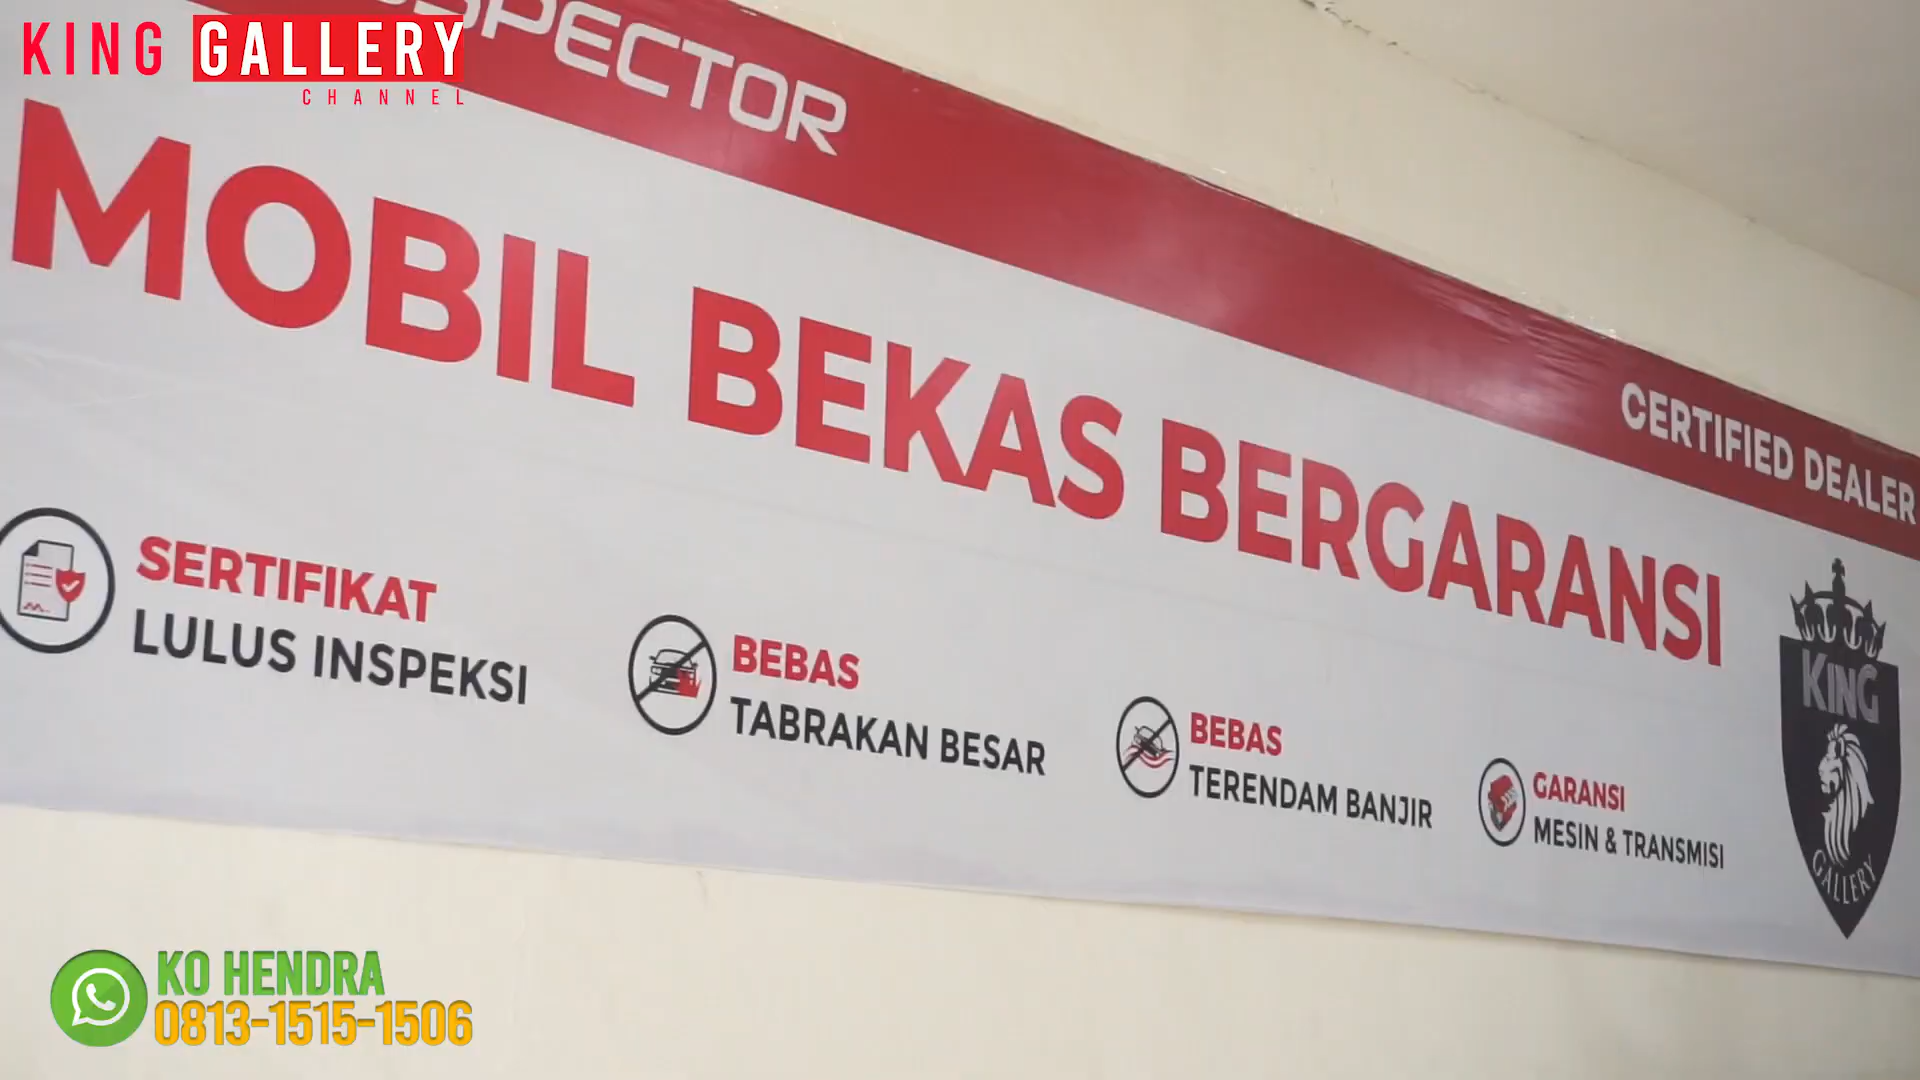 KING GALLERY
CHANNEL
MOBIL BEKAS BERGARANSI
CERTIFIED DEALER
SERTIFIKAT
LULUS INSPEKSI
BEBAS
TABRAKAN BESAR
BEBAS
TERENDAM BANJIR
GARANSI
MESIN & TRANSMISI
KING
GALLERY
KO HENDRA
0813-1515-1506